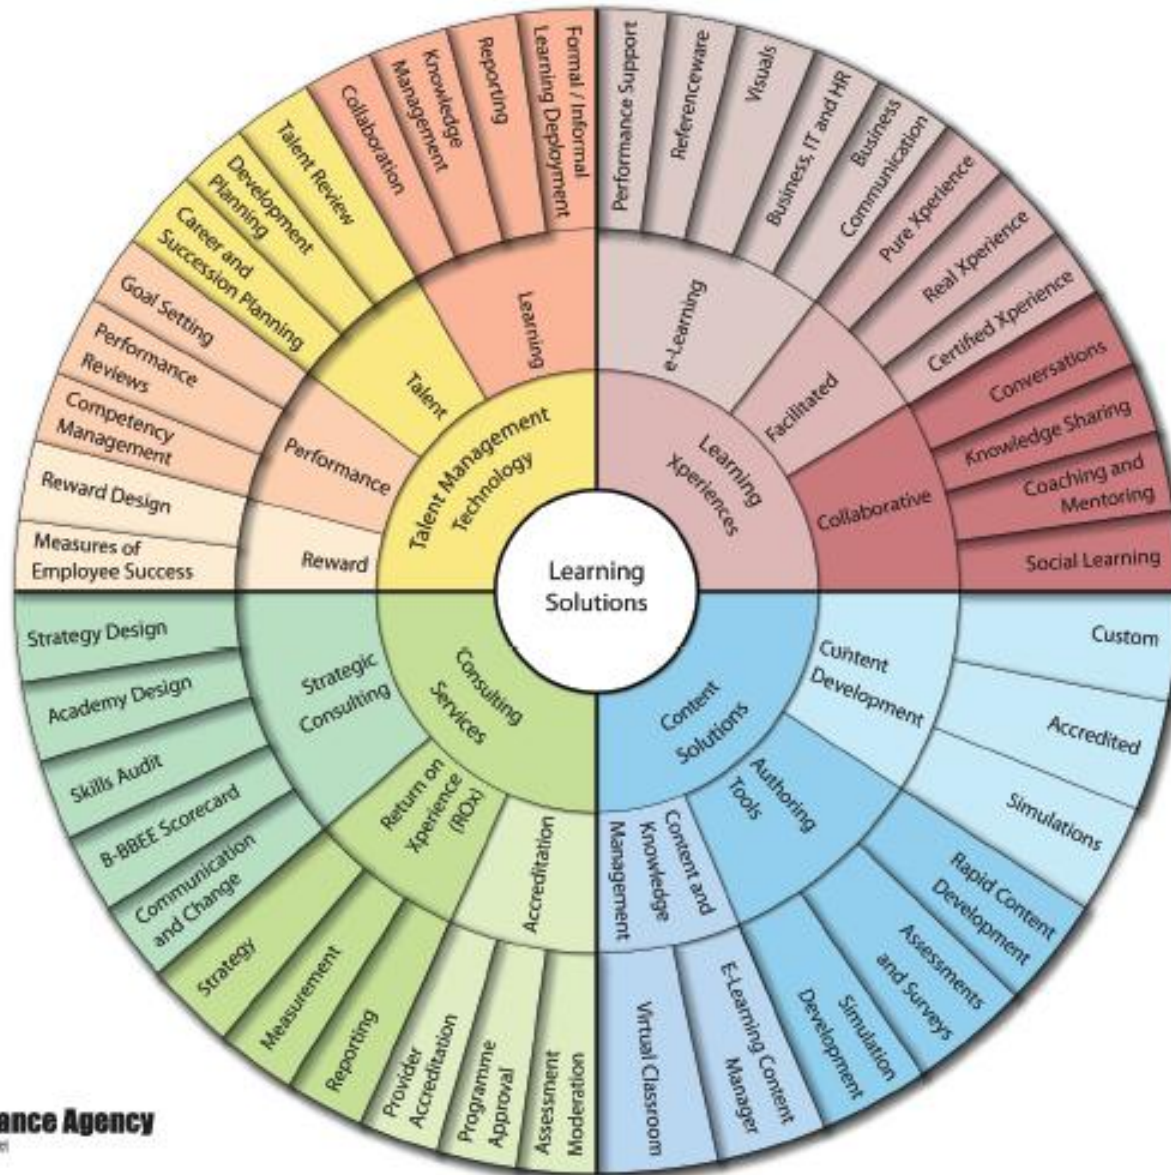 Learning
Solutions
Learning
Xperiences
e-Learning
Performance Support
Referenceware
Visuals
Business, IT and HR
Business
Communication
Facilitated
Pure Xperience
Real Xperience
Certified Xperience
Collaborative
Conversations
Knowledge Sharing
Coaching and
Mentoring
Social Learning
Content
Solutions
Cuntent
Development
Custom
Accredited
Simulations
Authoring
Tools
Rapid Content
Development
Assessments
and Surveys
Simulation
Development
Content and
Knowledge
Management
E-Learning Content
Manager
Virtual Classroom
Consulting
Services
Accreditation
Assessment
Moderation
Programme
Approval
Provider
Accreditation
Return on
Xperience
(ROx)
Reporting
Measurement
Strategy
Strategic
Consulting
Communication
and Change
B-BBEE Scorecard
Skills Audit
Academy Design
Strategy Design
Talent Management
Technology
Reward
Measures of
Employee Success
Reward Design
Performance
Competency
Management
Performance
Reviews
Goal Setting
Talent
Career and
Succession Planning
Development
Planning
Talent Review
Learning
Collaboration
Knowledge
Management
Reporting
Formal / Informal
Learning Deployment
ance Agency